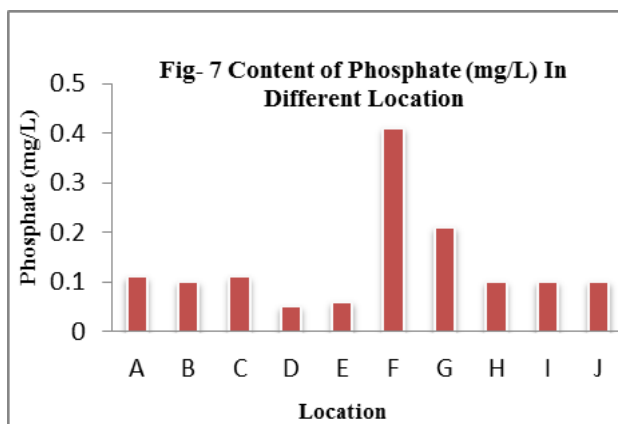 Fig- 7 Content of Phosphate (mg/L) In
Different Location
Phosphate (mg/L)
0.5
0.4
0.3
0.2
0.1
0
A B C D E F G H I J
Location